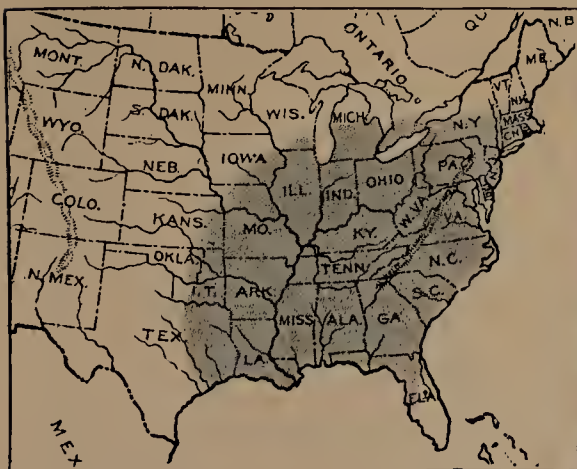 QU
N.B.
ONTARIO
ME.
MONT.
N. DAK.
MINN.
VT.
N.H.
WIS.
MICH.
N.Y
MASS
S. DAK.
WYO.
CN
IOWA
PA.
NEB.
ILL.
IND.
OHIO
W.VA.
VA.
COLO.
KANS.
MO.
KY.
N.C.
OKLA.
TENN.
N. MEX.
I.T.
ARK.
S.C.
MISS.
ALA.
GA.
TEX.
LA.
FLA.
MEX